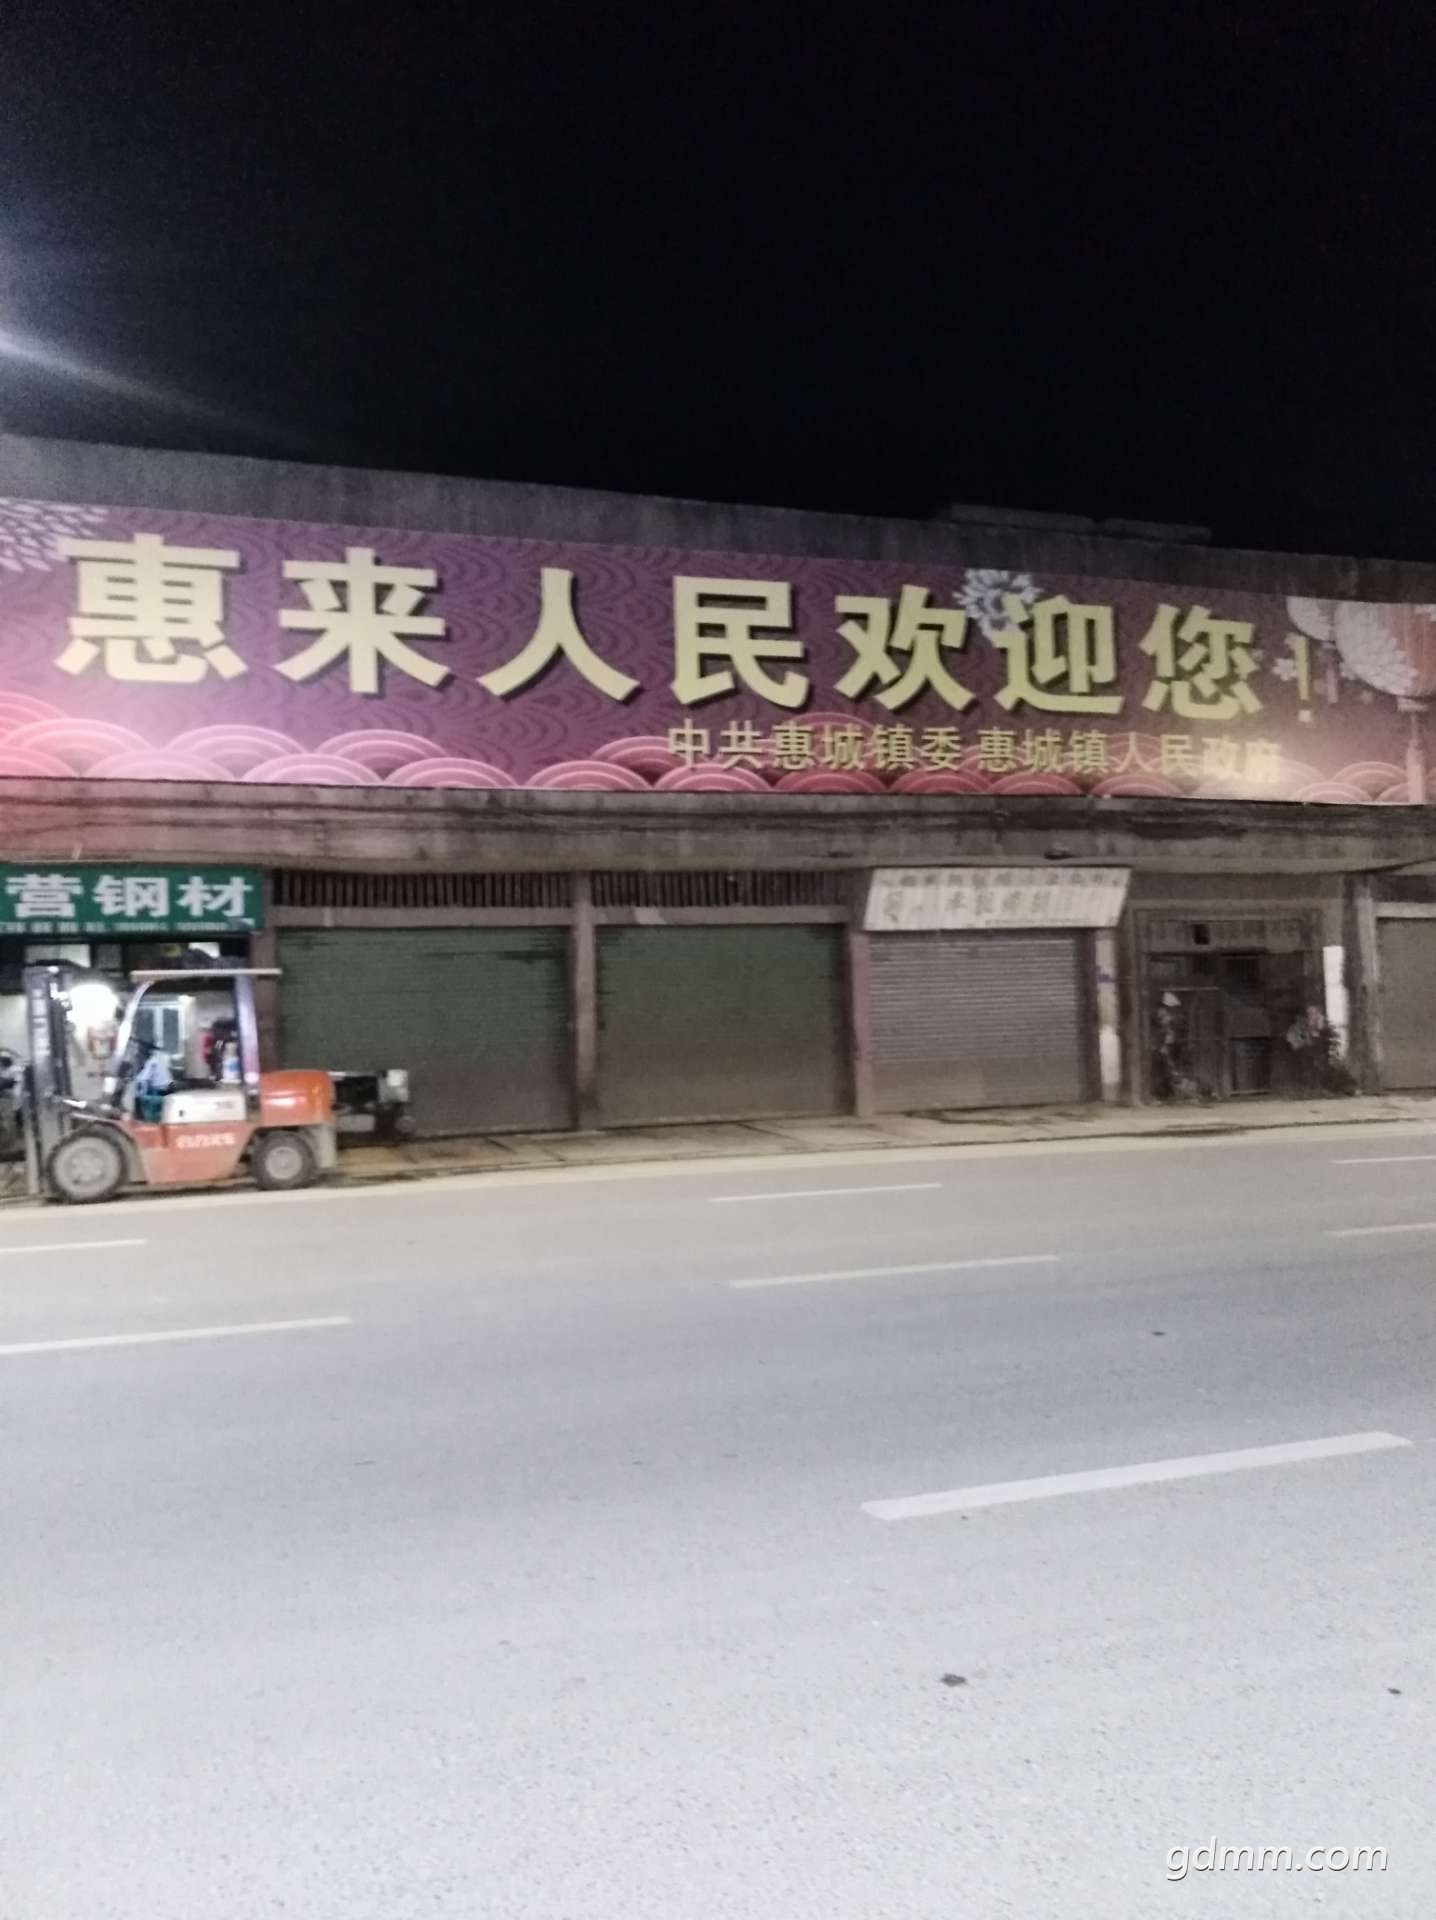 惠来人民欢迎您！
中共惠城镇委 惠城镇人民政府
营钢材
gdmm.com